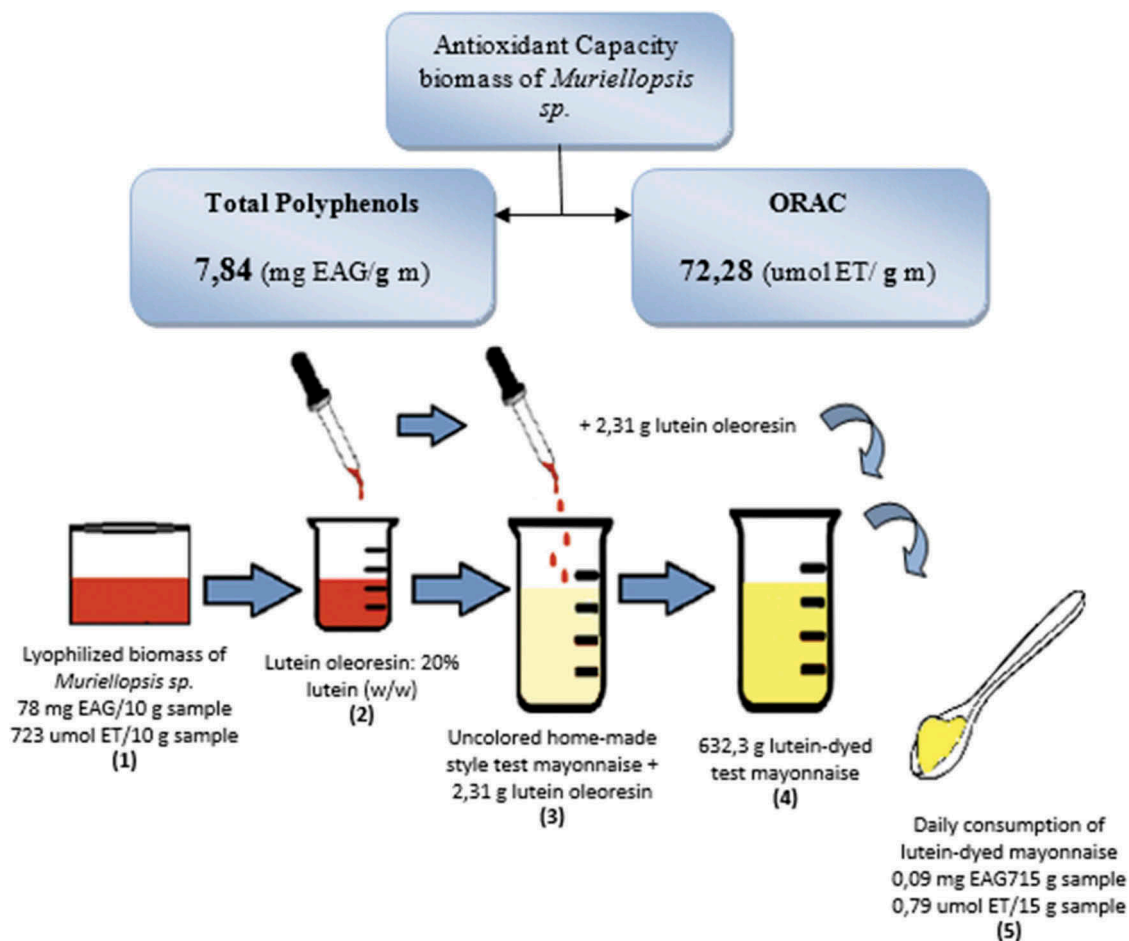 Antioxidant Capacity
biomass of Muriellopsis
sp.
Total Polyphenols
7,84 (mg EAG/g m)
ORAC
72,28 (umol ET/ g m)
+ 2,31 g lutein oleoresin
Lyophilized biomass of
Muriellopsis sp.
78 mg EAG/10 g sample
723 umol ET/10 g sample
(1)
Lutein oleoresin: 20%
lutein (w/w)
(2)
Uncolored home-made
style test mayonnaise +
2,31 g lutein oleoresin
(3)
632,3 g lutein-dyed
test mayonnaise
(4)
Daily consumption of
lutein-dyed mayonnaise
0,09 mg EAG715 g sample
0,79 umol ET/15 g sample
(5)